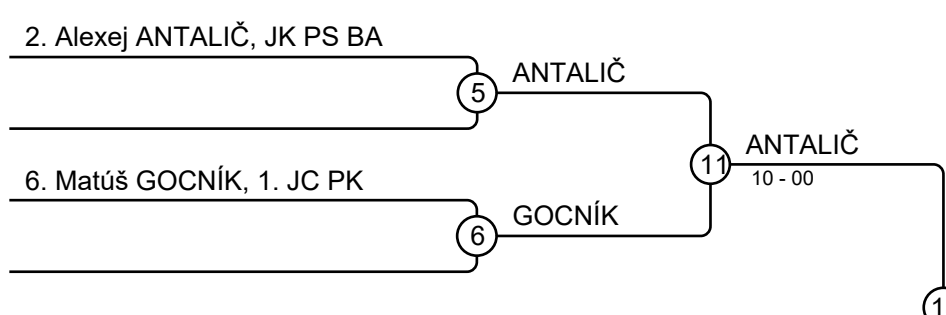 2. Alexej ANTALIČ, JK PS BA
5
ANTALIČ
11
ANTALIČ
10 - 00
6. Matúš GOCNÍK, 1. JC PK
6
GOCNÍK